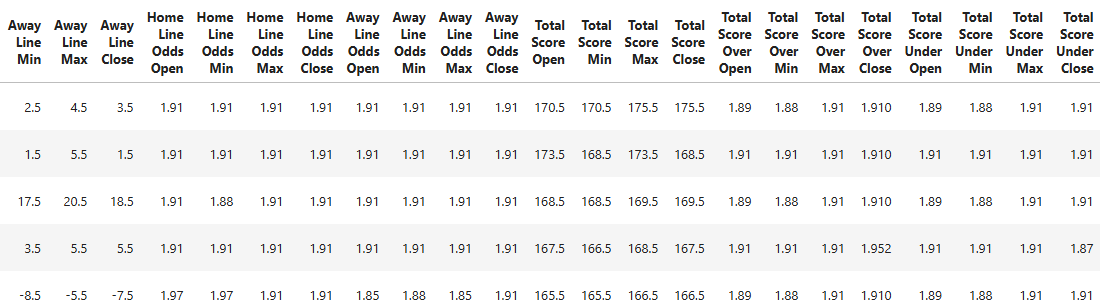 Away Line Min Away Line Max Away Line Close Home Line Odds Open Home Line Odds Min Home Line Odds Max Home Line Odds Close Away Line Odds Open Away Line Odds Min Away Line Odds Max Away Line Odds Close Total Score Open Total Score Min Total Score Max Total Score Close Total Score Over Open Total Score Over Min Total Score Over Max Total Score Over Close Total Score Under Open Total Score Under Min Total Score Under Max Total Score Under Close
2.5 4.5 3.5 1.91 1.91 1.91 1.91 1.91 1.91 1.91 1.91 170.5 170.5 175.5 175.5 1.89 1.88 1.91 1.910 1.89 1.88 1.91 1.91
1.5 5.5 1.5 1.91 1.91 1.91 1.91 1.91 1.91 1.91 1.91 173.5 168.5 173.5 168.5 1.91 1.91 1.91 1.910 1.91 1.91 1.91 1.91
17.5 20.5 18.5 1.91 1.88 1.91 1.91 1.91 1.91 1.91 1.91 168.5 168.5 169.5 169.5 1.89 1.88 1.91 1.910 1.89 1.88 1.91 1.91
3.5 5.5 5.5 1.91 1.91 1.91 1.91 1.91 1.91 1.91 1.91 167.5 166.5 168.5 167.5 1.91 1.91 1.91 1.952 1.91 1.91 1.91 1.87
-8.5 -5.5 -7.5 1.97 1.97 1.91 1.91 1.85 1.88 1.85 1.91 165.5 165.5 166.5 166.5 1.89 1.88 1.91 1.910 1.89 1.88 1.91 1.91